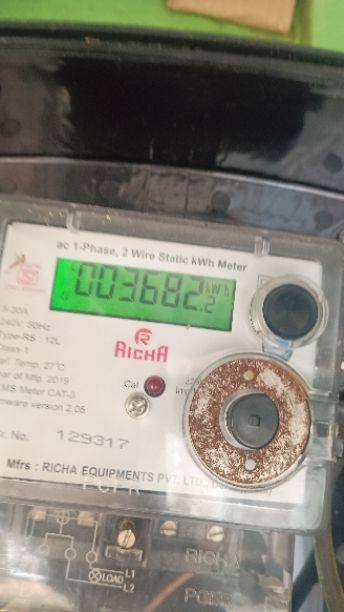 ac 1-Phase, 2 Wire Static kWh Meter
003682.2
kWh
5-30A
240V, 50Hz
Type-RS : 12L
Class-1
Temp. 27°C
of Mfg. 2019
Meter CAT-3
version 2.05
RICHA
Cal
No. 129317
Mfrs : RICHA EQUIPMENTS PVT. LTD.,
RICHA
LOAD
L1
L2